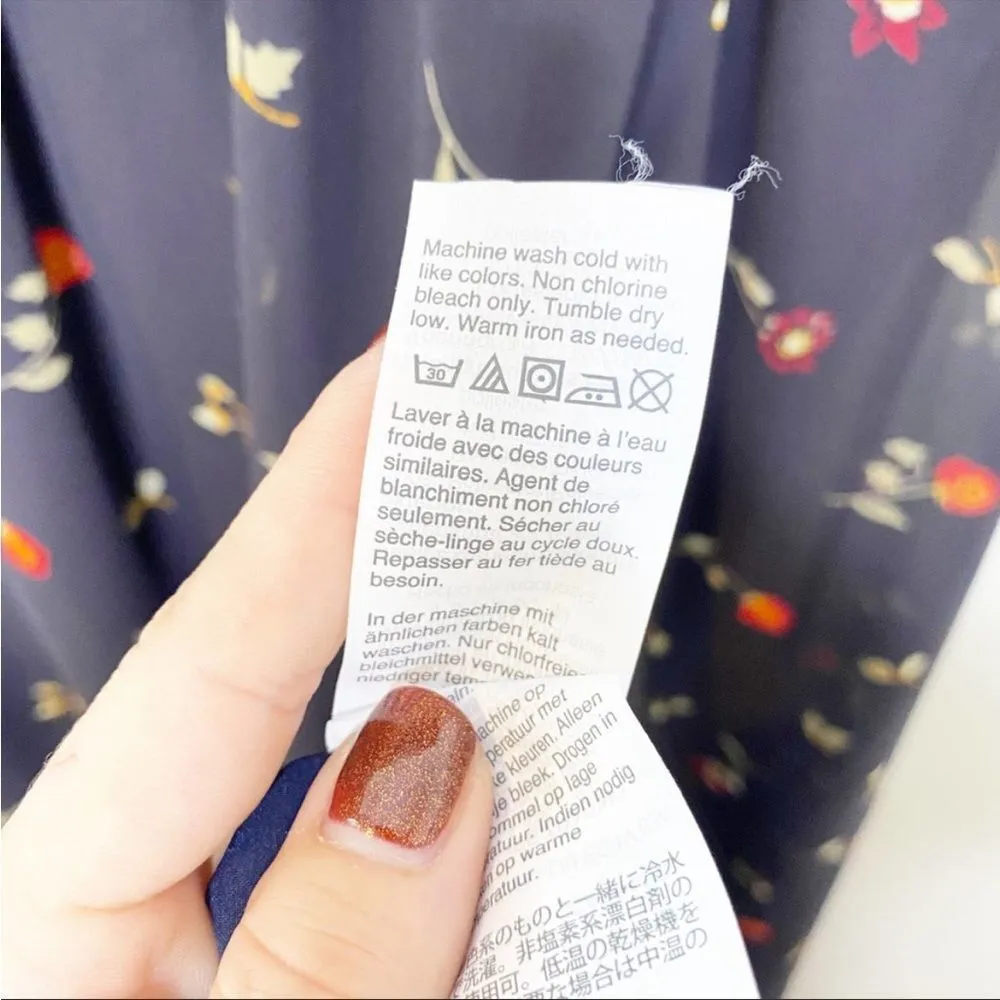 Machine wash cold with
like colors. Non chlorine
bleach only. Tumble dry
low. Warm iron as needed.
30
Laver à la machine à l'eau
froide avec des couleurs
similaires. Agent de
blanchiment non chloré
seulement. Sécher au
sèche-linge au cycle doux.
Repasser au fer tiède au
besoin.
In der maschine mit
ähnlichen farben kalt
waschen. Nur chlorfreie
bleichmittel
niedriger
op
met
Kleuren. Alleen
bleek. Drogen in
op lage
Indien nodig
op warme
のものと一緒に冷水
洗濯。非塩素系漂白剤の
使用可。低温の乾燥機を
な場合は中温の